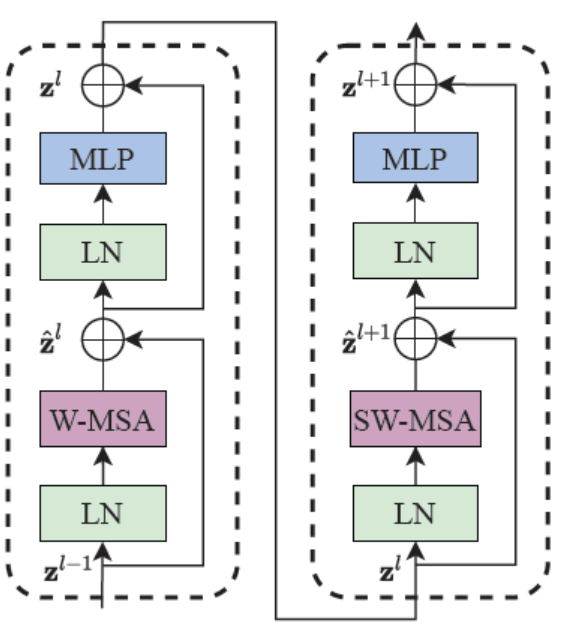 z^l
MLP
LN
ẑ^l
W-MSA
LN
z^{l-1}
z^{l+1}
MLP
LN
ẑ^{l+1}
SW-MSA
LN
z^l